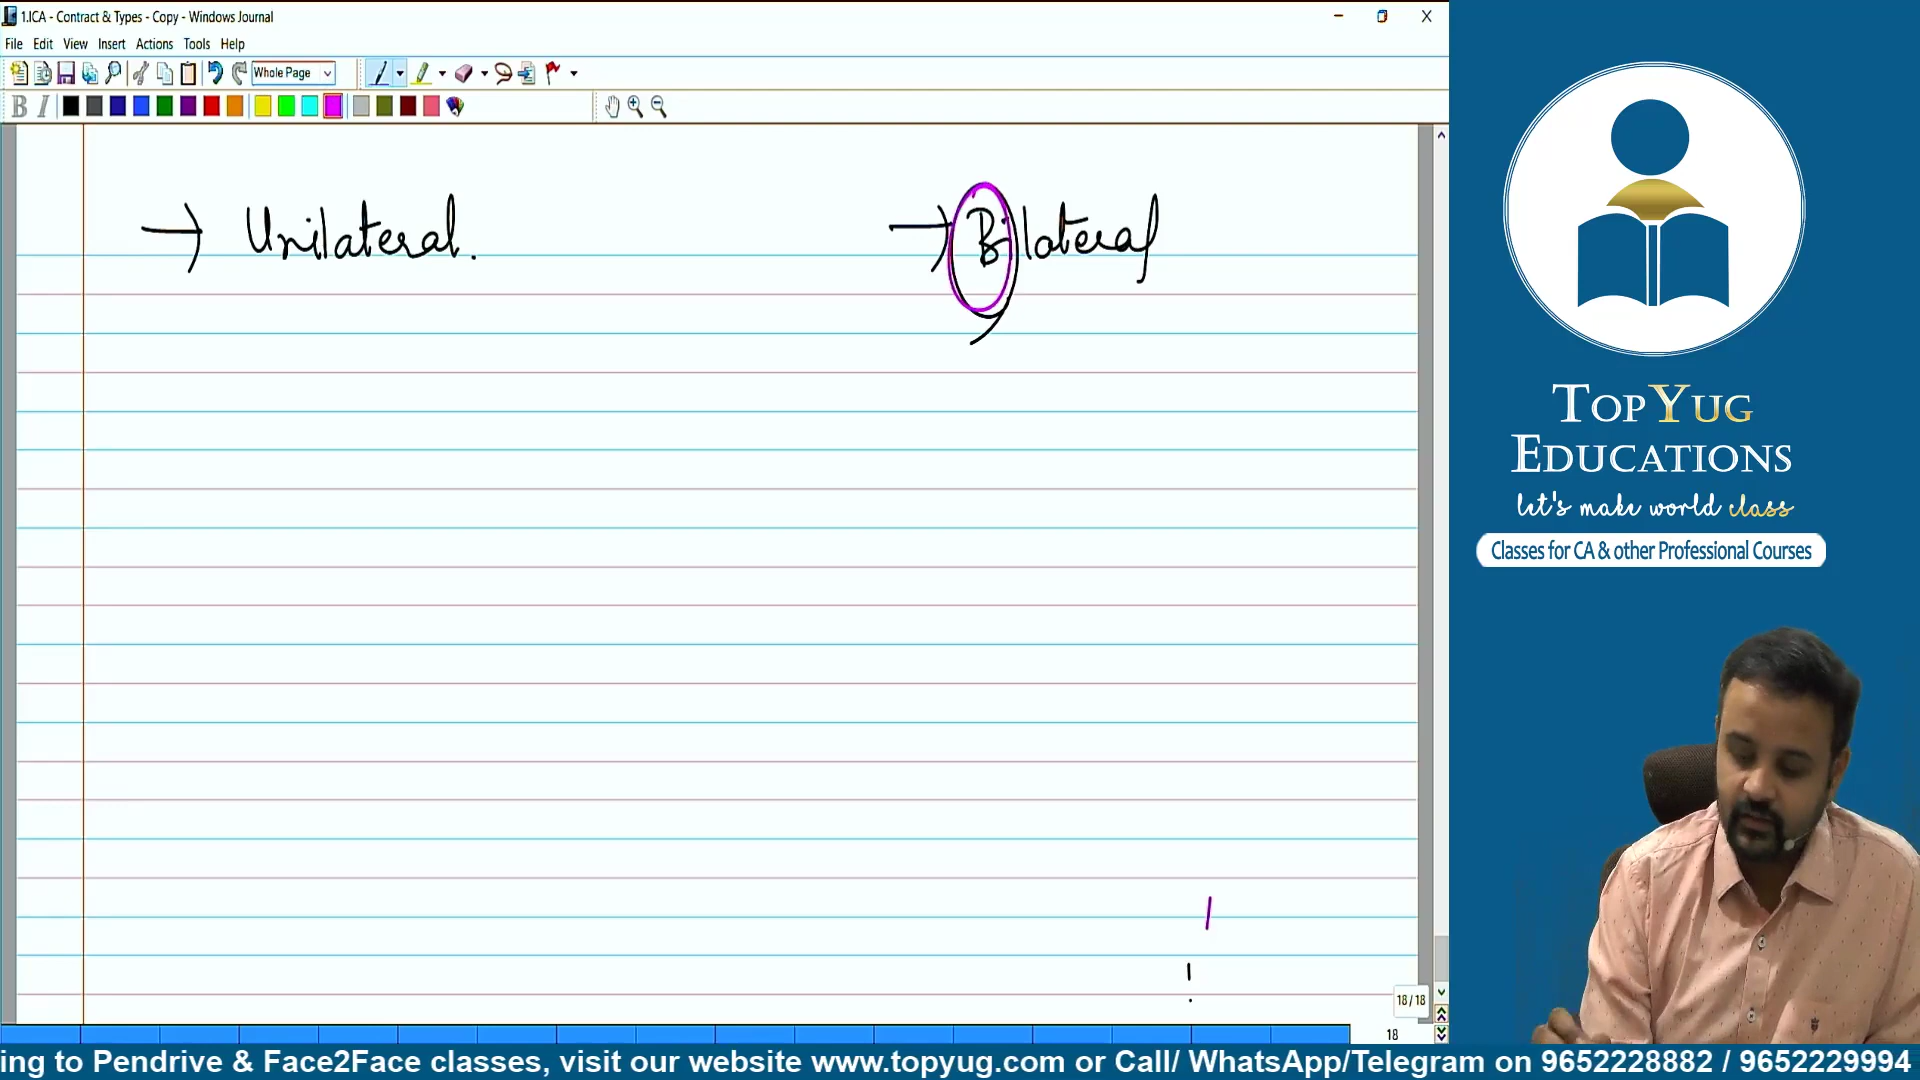 1.ICA - Contract & Types - Copy - Windows Journal
File Edit View Insert Actions Tools Help
Whole Page
B I
→ Unilateral. → Bilateral
18 / 18
18
TOPYUG
EDUCATIONS
let's make world class
Classes for CA & other Professional Courses
ing to Pendrive & Face2Face classes, visit our website www.topyug.com or Call/ WhatsApp/Telegram on 9652228882 / 9652229994